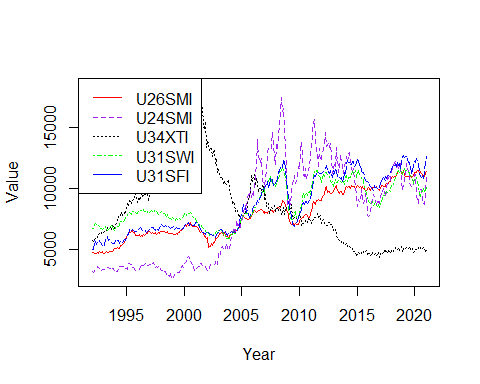 U26SMI
U24SMI
U34XTI
U31SWI
U31SFI
Value
5000
10000
15000
1995
2000
2005
2010
2015
2020
Year